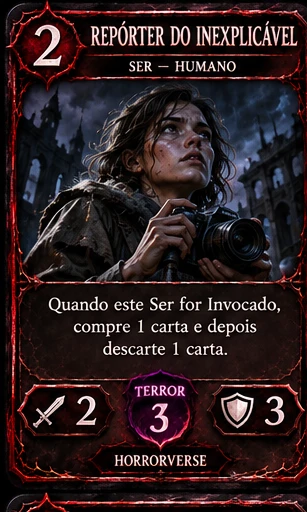 2
REPÓRTER DO INEXPLICÁVEL
SER — HUMANO
Quando este Ser for Invocado,
compre 1 carta e depois
descarte 1 carta.
2
TERROR
3
3
HORRORVERSE